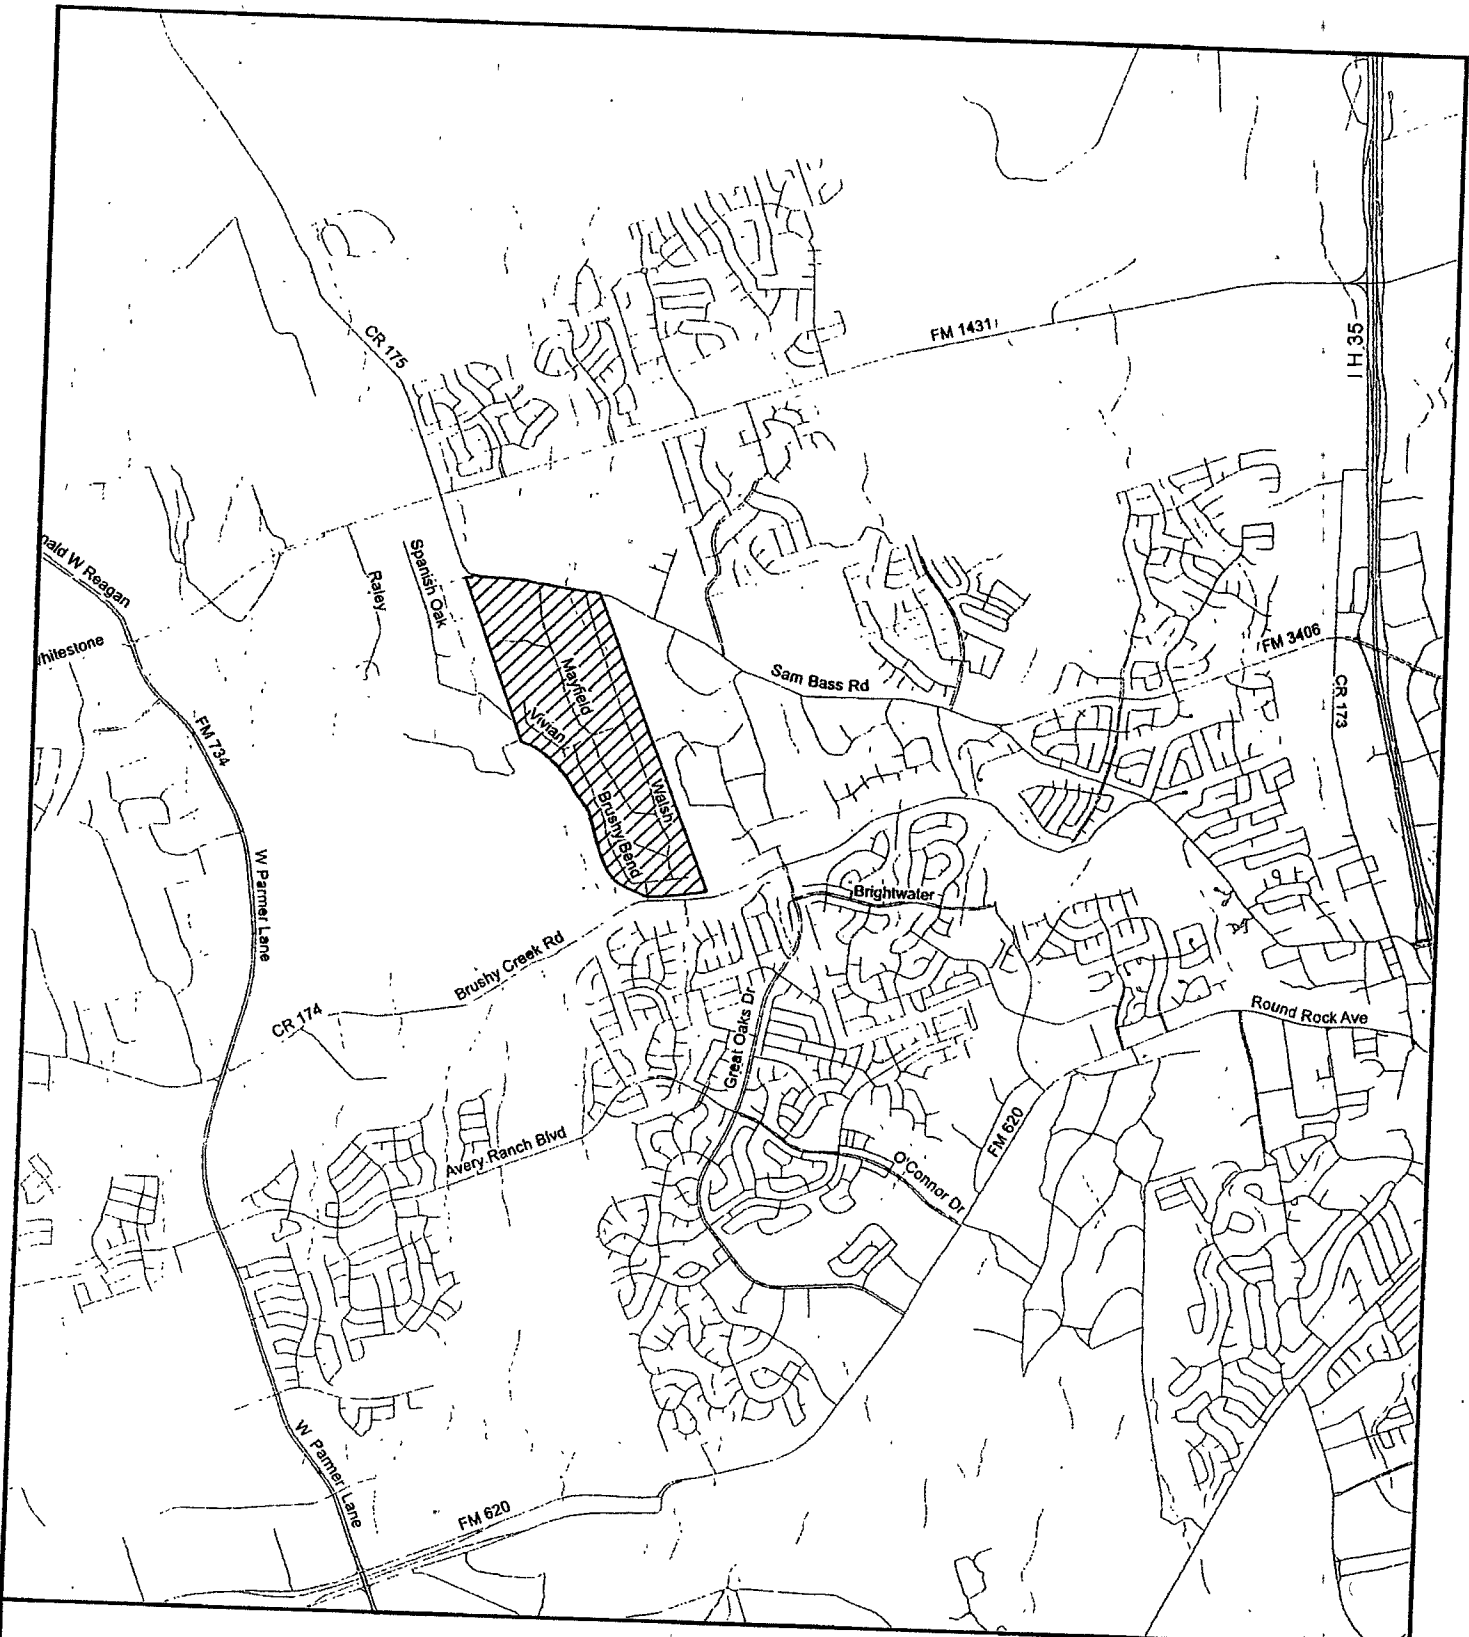 CR 175
FM 1431
I H 35
Spanish Oak
Raley
nald W Reagan
hitestone
FM 3406
Mayfield
Sam Bass Rd
CR 173
Vivian
FM 734
Walsh
Brushy Bend
W Parmer Lane
Brightwater
Brushy Creek Rd
CR 174
Round Rock Ave
Great Oaks Dr
Avery Ranch Blvd
FM 620
O'Connor Dr
W Parmer Lane
FM 620